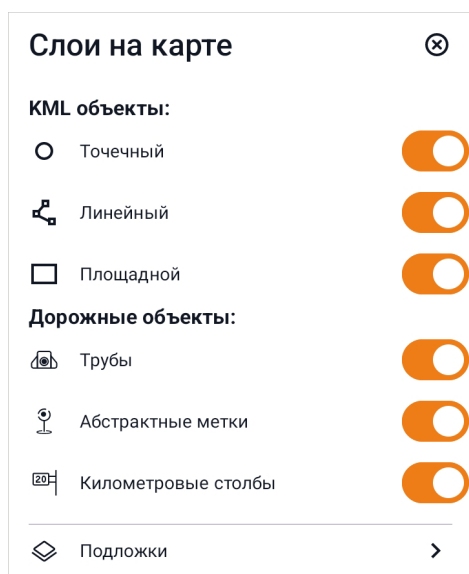 Слои на карте
KML объекты:
Точечный
Линейный
Площадной
Дорожные объекты:
Трубы
Абстрактные метки
20
Километровые столбы
Подложки